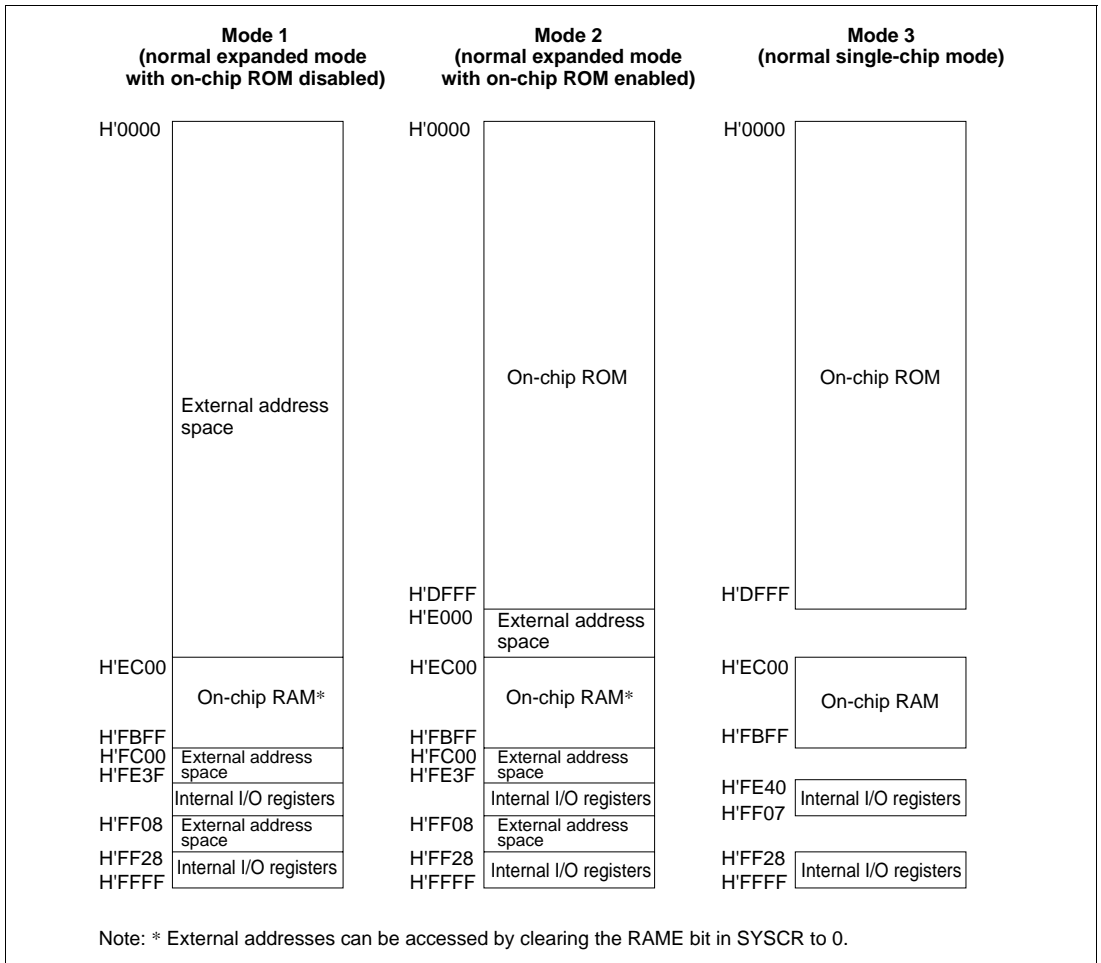 Mode 1
(normal expanded mode
with on-chip ROM disabled)
H'0000
External address
space
H'EC00
On-chip RAM*
H'FBFF
H'FC00
External address
space
H'FE3F
Internal I/O registers
H'FF08
External address
space
H'FF28
Internal I/O registers
H'FFFF
Mode 2
(normal expanded mode
with on-chip ROM enabled)
H'0000
On-chip ROM
H'DFFF
H'E000
External address
space
H'EC00
On-chip RAM*
H'FBFF
H'FC00
External address
space
H'FE3F
Internal I/O registers
H'FF08
External address
space
H'FF28
Internal I/O registers
H'FFFF
Mode 3
(normal single-chip mode)
H'0000
On-chip ROM
H'DFFF
H'EC00
On-chip RAM
H'FBFF
H'FE40
Internal I/O registers
H'FF07
H'FF28
Internal I/O registers
H'FFFF
Note: * External addresses can be accessed by clearing the RAME bit in SYSCR to 0.